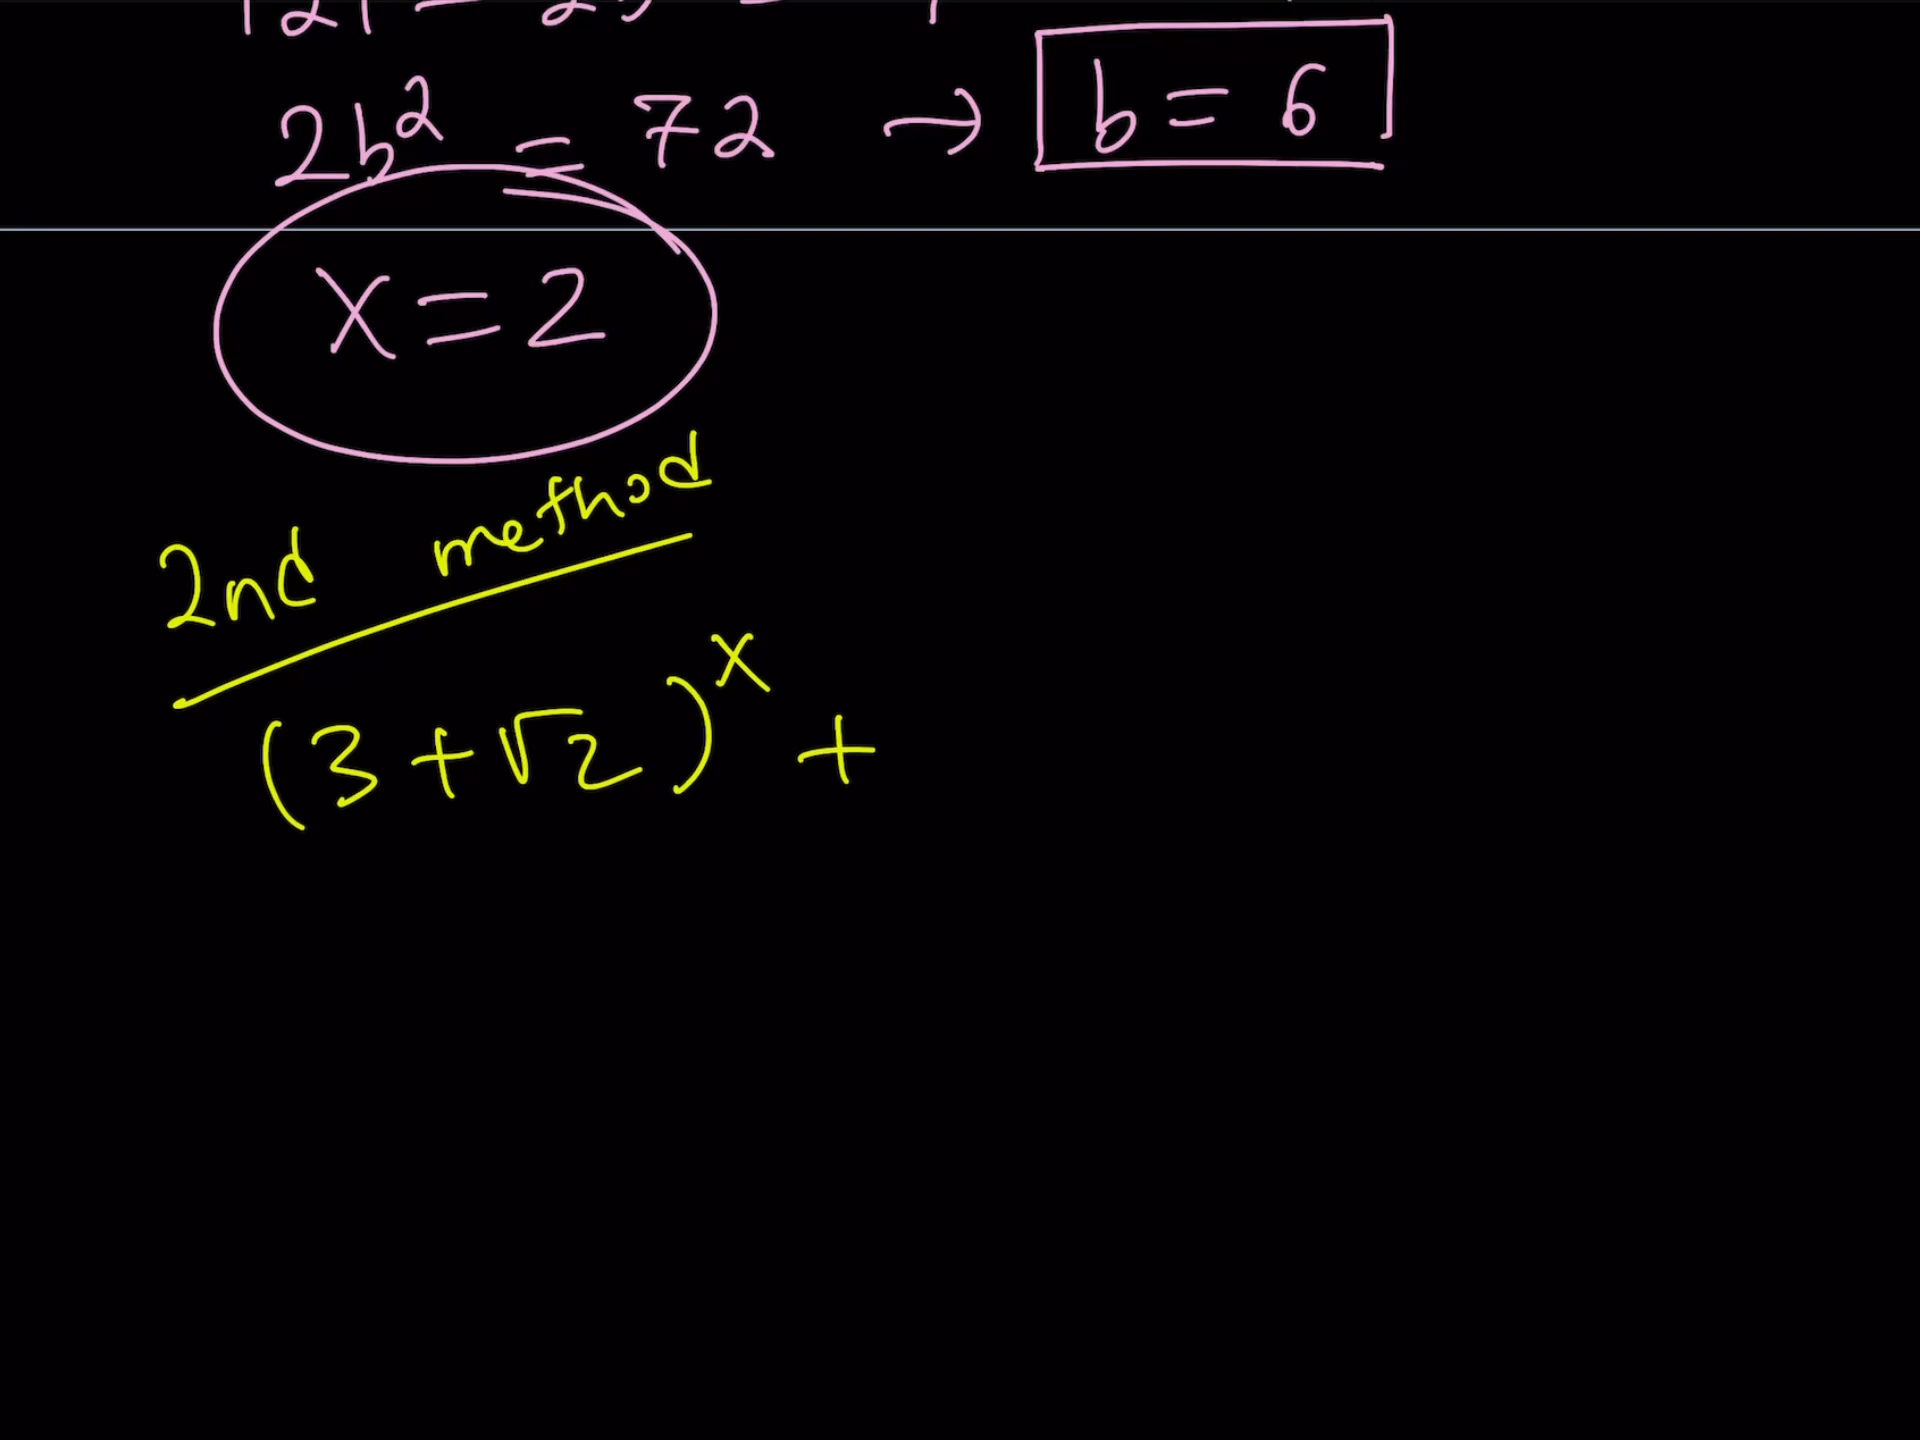 2b² = 72 → b = 6
x = 2
2nd method
(3 + √2)ˣ +